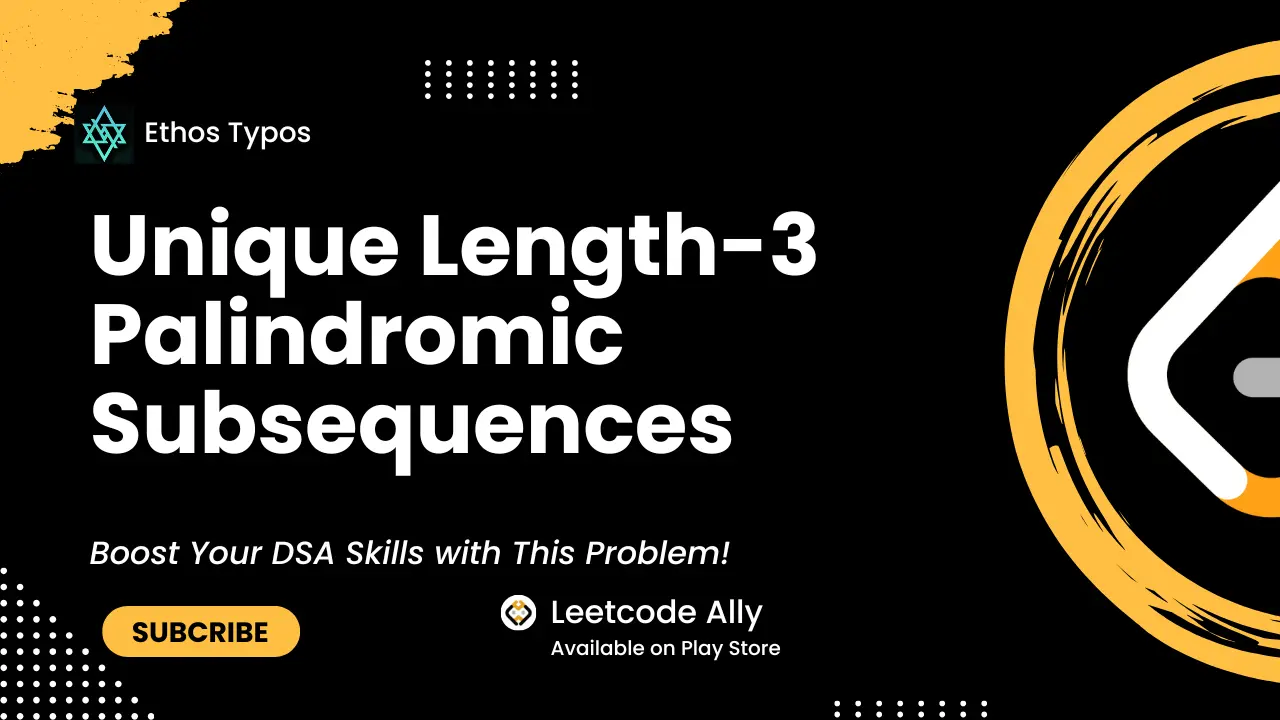 Ethos Typos
Unique Length-3
Palindromic
Subsequences
Boost Your DSA Skills with This Problem!
SUBCRIBE
Leetcode Ally
Available on Play Store